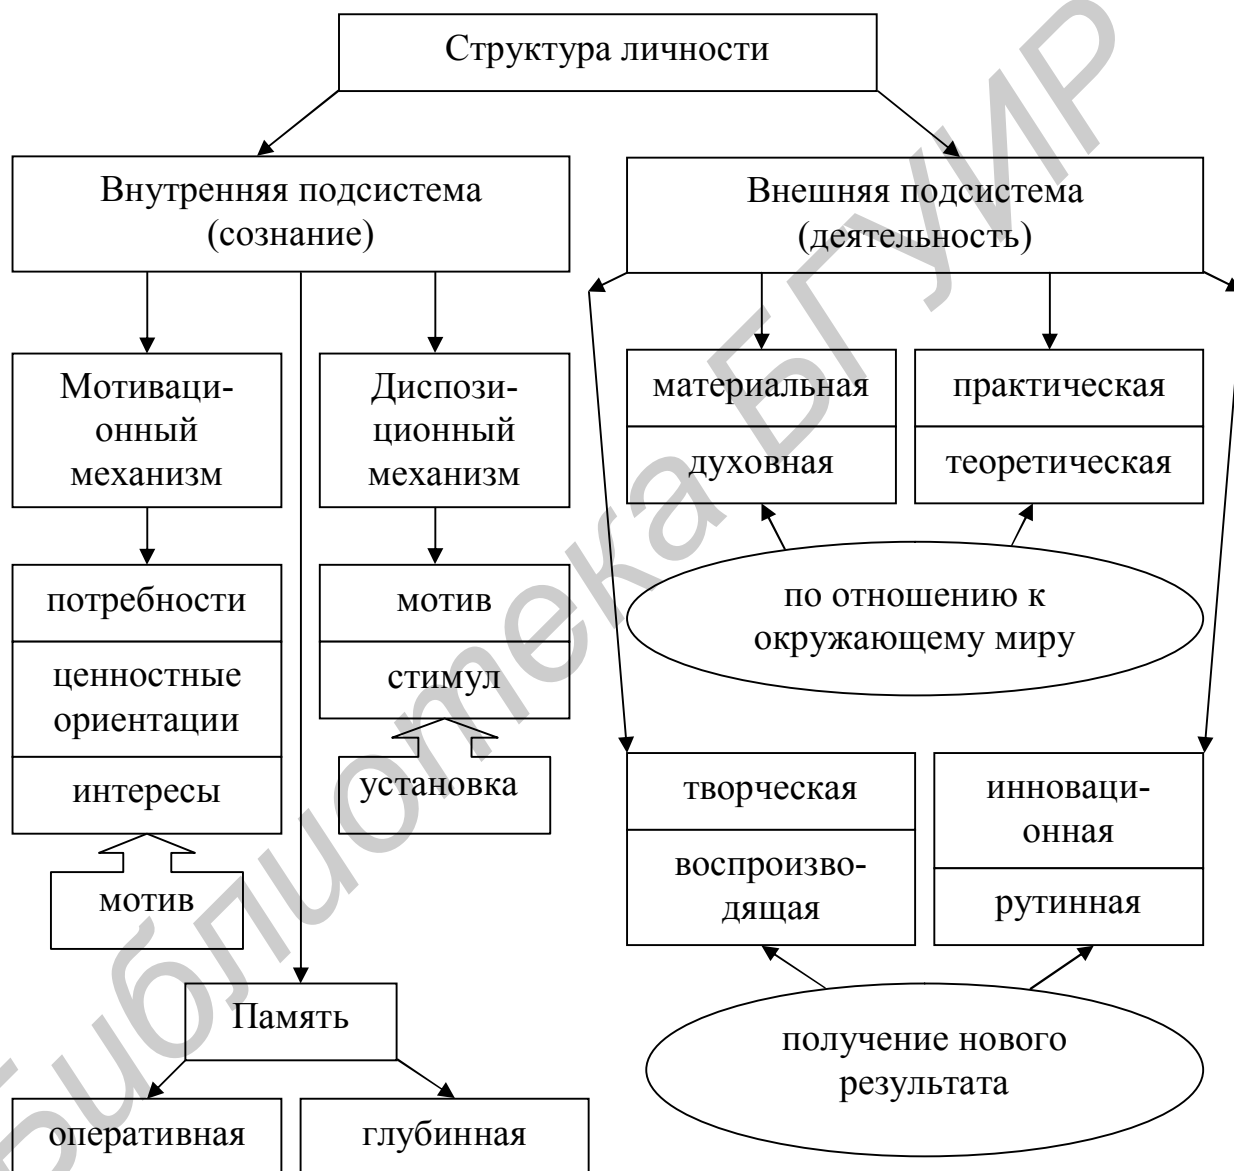 Структура личности
Внутренняя подсистема
(сознание)
Внешняя подсистема
(деятельность)
Мотиваци-
онный
механизм
Диспози-
ционный
механизм
материальная
духовная
практическая
теоретическая
потребности
ценностные
ориентации
интересы
мотив
мотив
стимул
установка
по отношению к
окружающему миру
творческая
воспроизво-
дящая
инноваци-
онная
рутинная
получение нового
результата
Память
оперативная
глубинная
Библиотека БГУИР